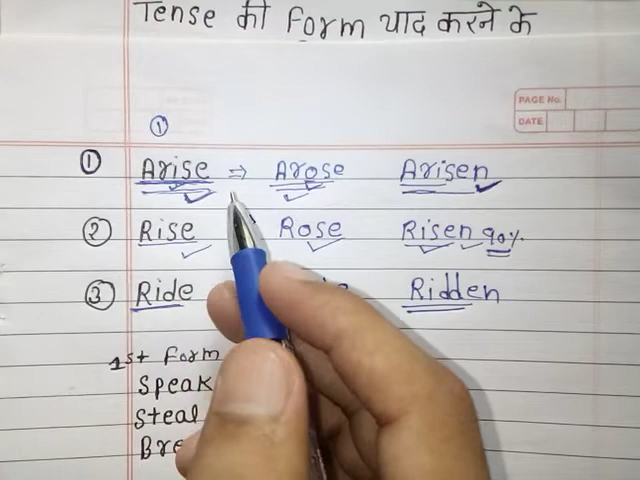 Tense की Form याद करने के
PAGE No.
DATE
①
① Arise ⇒ Arose Arisen
② Rise Rose Risen 90%.
③ Ride Ridden
1st Form
Speak
Steal